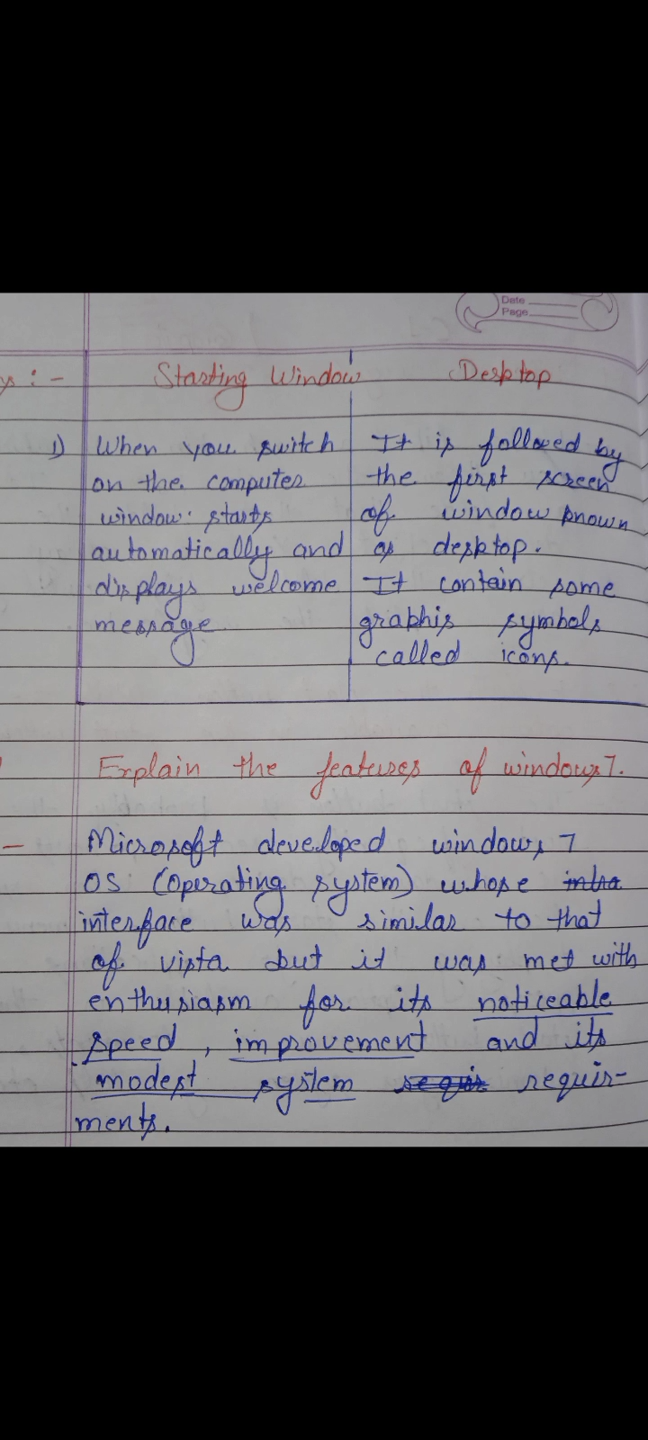 Date
Page
Starting Window
Desktop
1) When you switch
on the computer
window starts
automatically and
displays welcome
message
It is followed by
the first screen
of window known
as desktop.
It contain some
graphis symbols
called icons.
Explain the features of windows 7.
Microsoft developed windows 7
OS (Operating system) whose intra
interface was similar to that
of vista but it was met with
enthusiasm for its noticeable
speed, improvement and its
modest system requir-
ments.